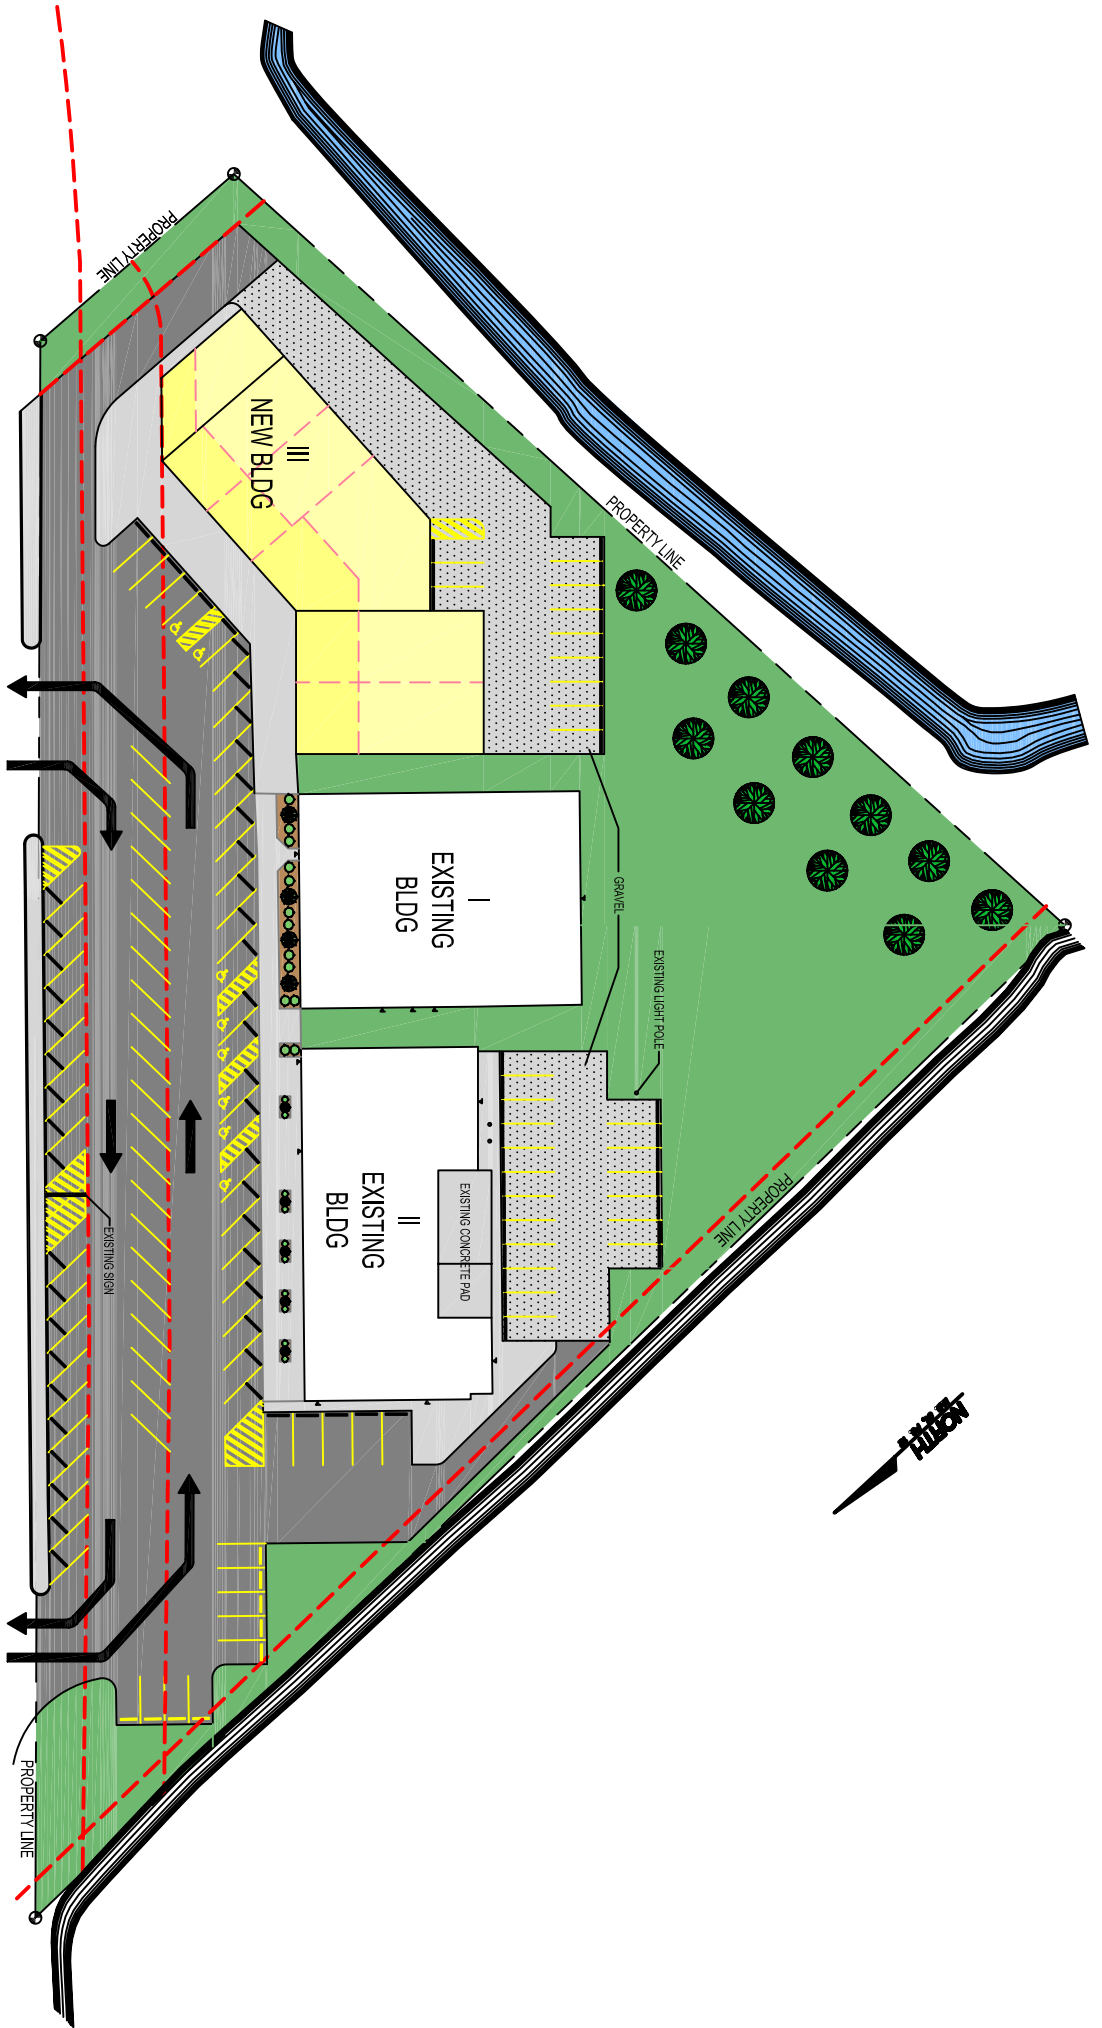 PROPERTY LINE
III
NEW BLDG
PROPERTY LINE
I
EXISTING
BLDG
GRAVEL
EXISTING LIGHT POLE
II
EXISTING
BLDG
EXISTING CONCRETE PAD
PROPERTY LINE
EXISTING SIGN
NORTH
PROPERTY LINE